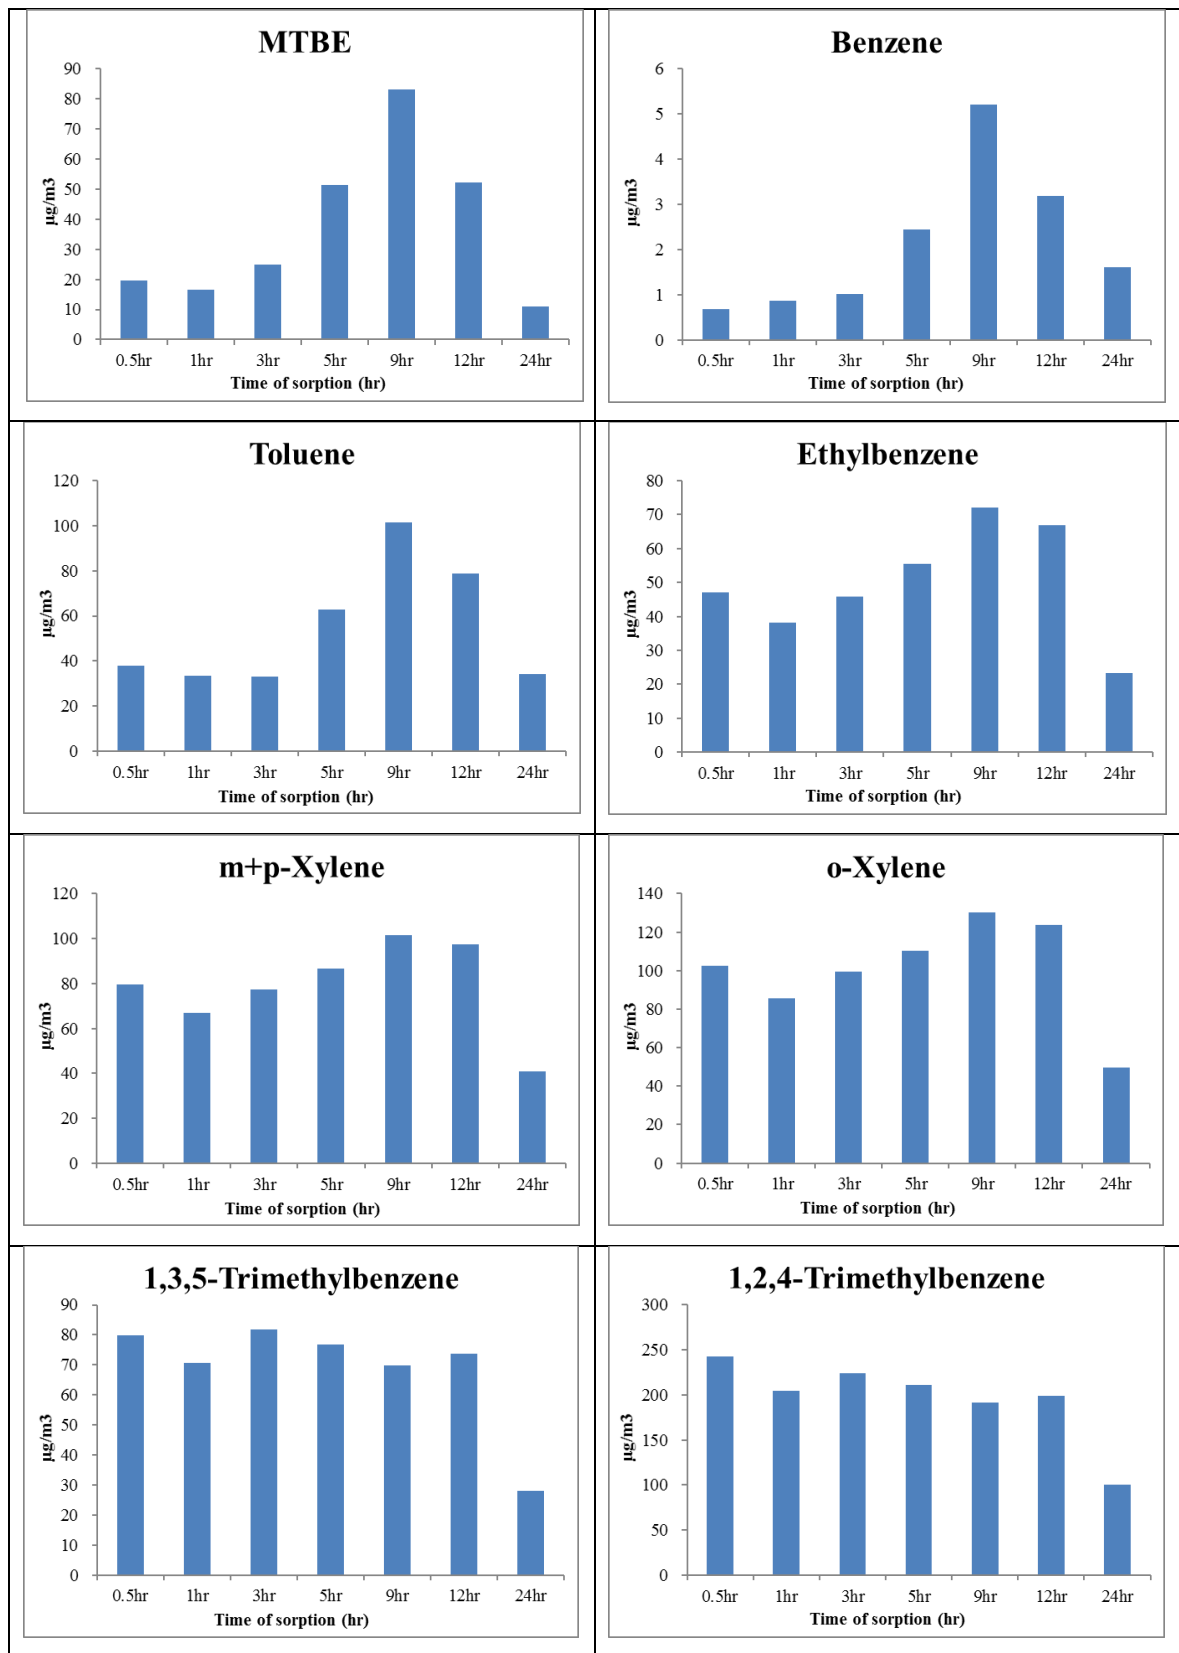 MTBE
90
80
70
60
50
40
30
20
10
0
µg/m3
0.5hr 1hr 3hr 5hr 9hr 12hr 24hr
Time of sorption (hr)
Benzene
6
5
4
3
2
1
0
µg/m3
0.5hr 1hr 3hr 5hr 9hr 12hr 24hr
Time of sorption (hr)
Toluene
120
100
80
60
40
20
0
µg/m3
0.5hr 1hr 3hr 5hr 9hr 12hr 24hr
Time of sorption (hr)
Ethylbenzene
80
70
60
50
40
30
20
10
0
µg/m3
0.5hr 1hr 3hr 5hr 9hr 12hr 24hr
Time of sorption (hr)
m+p-Xylene
120
100
80
60
40
20
0
µg/m3
0.5hr 1hr 3hr 5hr 9hr 12hr 24hr
Time of sorption (hr)
o-Xylene
140
120
100
80
60
40
20
0
µg/m3
0.5hr 1hr 3hr 5hr 9hr 12hr 24hr
Time of sorption (hr)
1,3,5-Trimethylbenzene
90
80
70
60
50
40
30
20
10
0
µg/m3
0.5hr 1hr 3hr 5hr 9hr 12hr 24hr
Time of sorption (hr)
1,2,4-Trimethylbenzene
300
250
200
150
100
50
0
µg/m3
0.5hr 1hr 3hr 5hr 9hr 12hr 24hr
Time of sorption (hr)